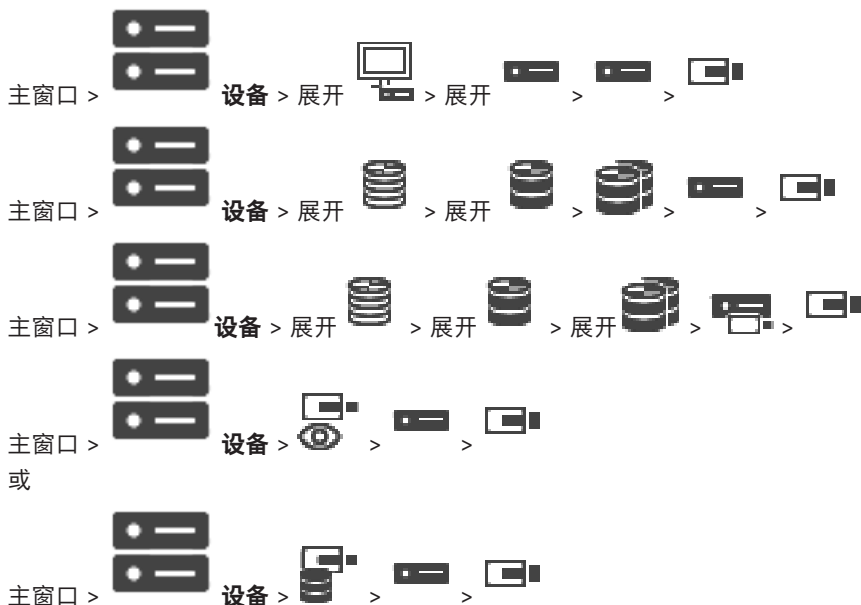 主窗口 > 设备 > 展开 > 展开 > >
主窗口 > 设备 > 展开 > 展开 > > >
主窗口 > 设备 > 展开 > 展开 > 展开 > >
主窗口 > 设备 > > >
或
主窗口 > 设备 > > >